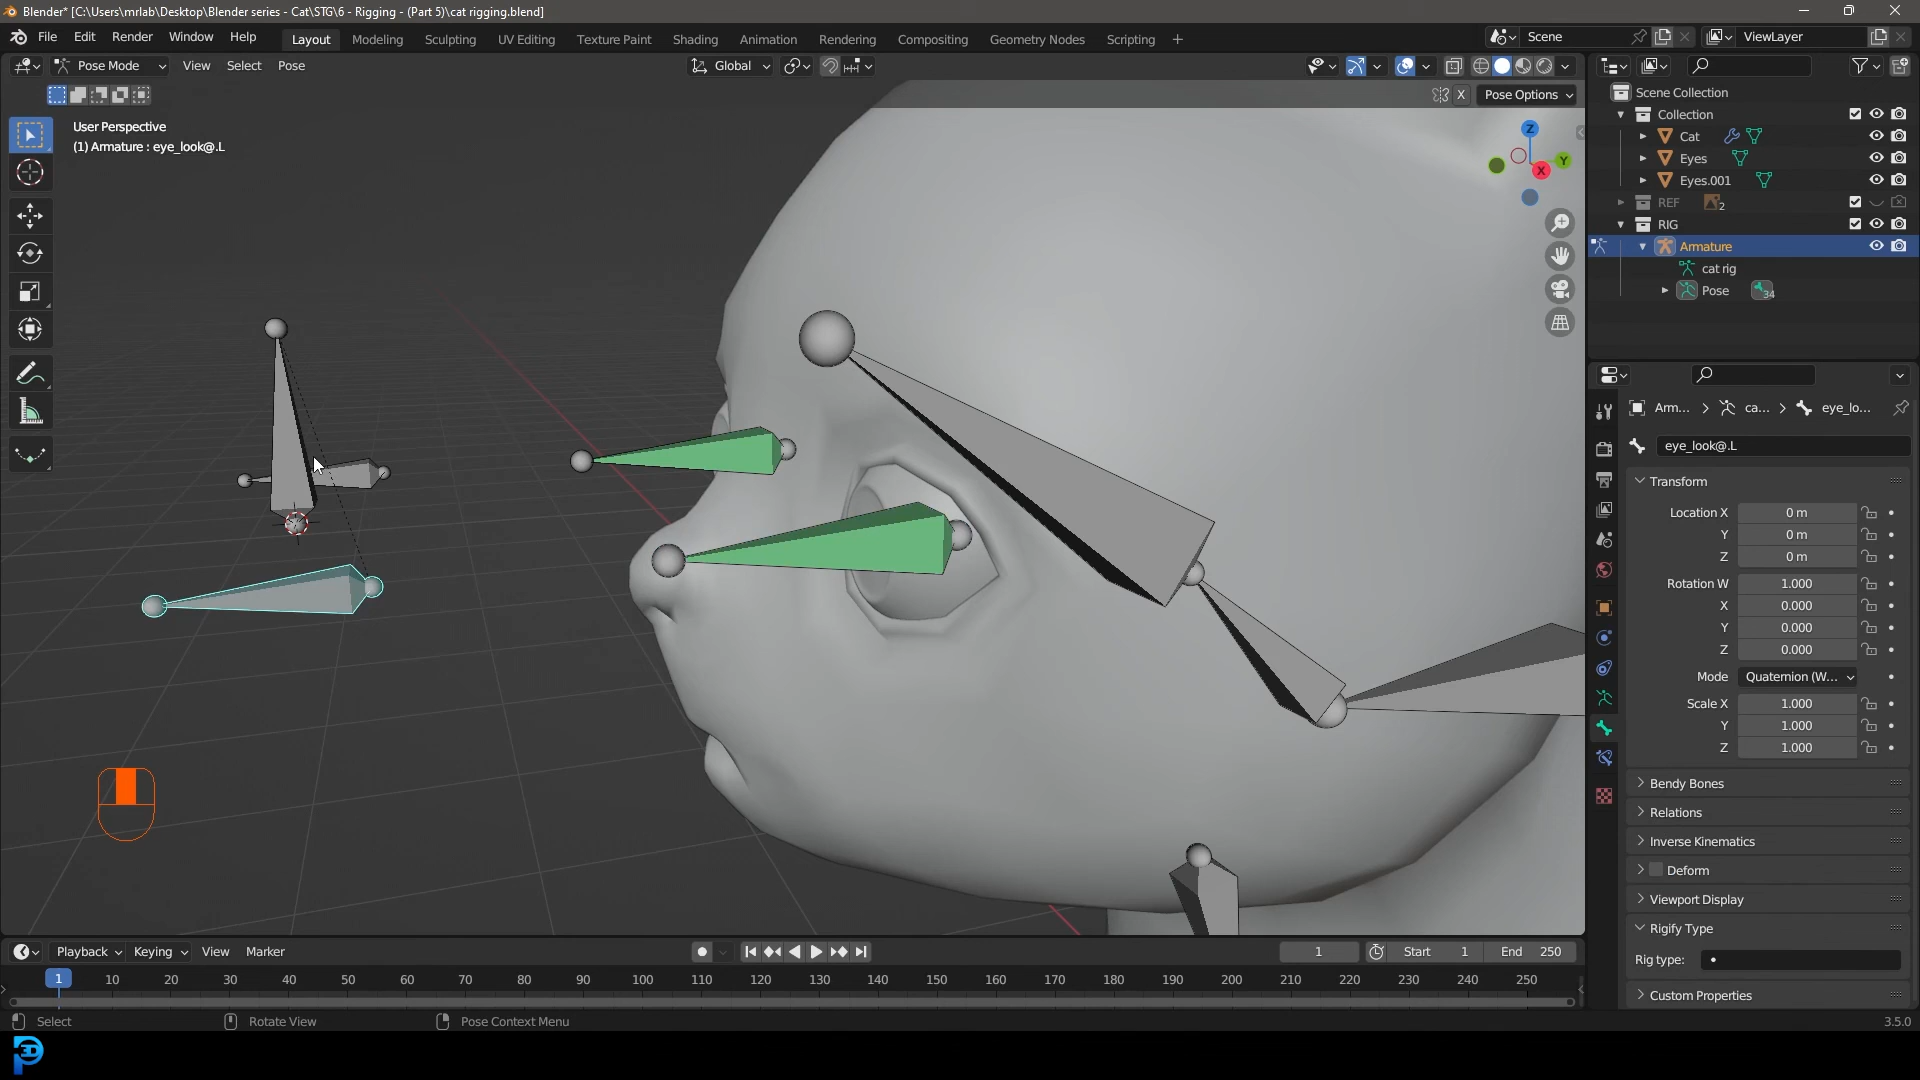 Blender* [C:\Users\mrlab\Desktop\Blender series - Cat\STG\6 - Rigging - (Part 5)\cat rigging.blend]
File Edit Render Window Help Layout Modeling Sculpting UV Editing Texture Paint Shading Animation Rendering Compositing Geometry Nodes Scripting + Scene ViewLayer
Pose Mode View Select Pose Global
X Pose Options
User Perspective
(1) Armature : eye_look@.L
Z
Y
X
Scene Collection
Collection
Cat
Eyes
Eyes.001
REF 2
RIG
Armature
cat rig
Pose 34
Arm... ca... eye_lo...
eye_look@.L
Transform
Location X 0 m
Y 0 m
Z 0 m
Rotation W 1.000
X 0.000
Y 0.000
Z 0.000
Mode Quaternion (W...
Scale X 1.000
Y 1.000
Z 1.000
Bendy Bones
Relations
Inverse Kinematics
Deform
Viewport Display
Rigify Type
Rig type:
Custom Properties
Playback Keying View Marker 1 Start 1 End 250
1 10 20 30 40 50 60 70 80 90 100 110 120 130 140 150 160 170 180 190 200 210 220 230 240 250
Select Rotate View Pose Context Menu 3.5.0
3D